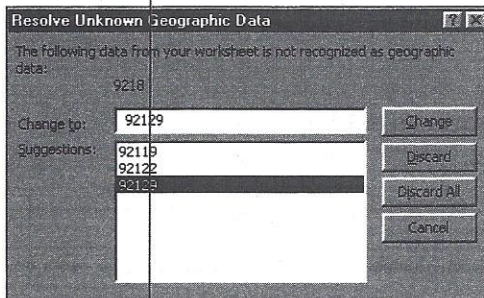 Resolve Unknown Geographic Data
The following data from your worksheet is not recognized as geographic
data:
9218
Change to: 92129 Change
Suggestions: 92119 Discard
92122 Discard All
92129 Cancel